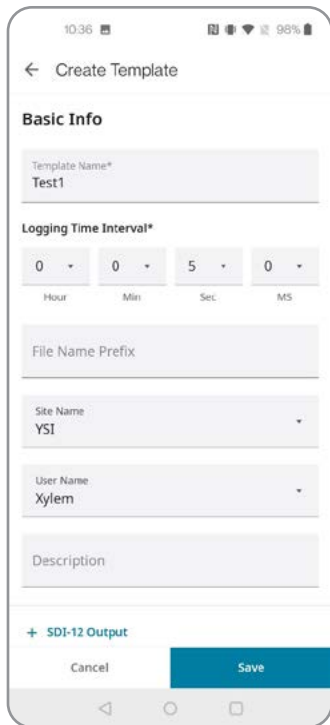 10:36 98%
← Create Template
Basic Info
Template Name*
Test1
Logging Time Interval*
0 0 5 0
Hour Min Sec MS
File Name Prefix
Site Name
YSI
User Name
Xylem
Description
+ SDI-12 Output
Cancel Save